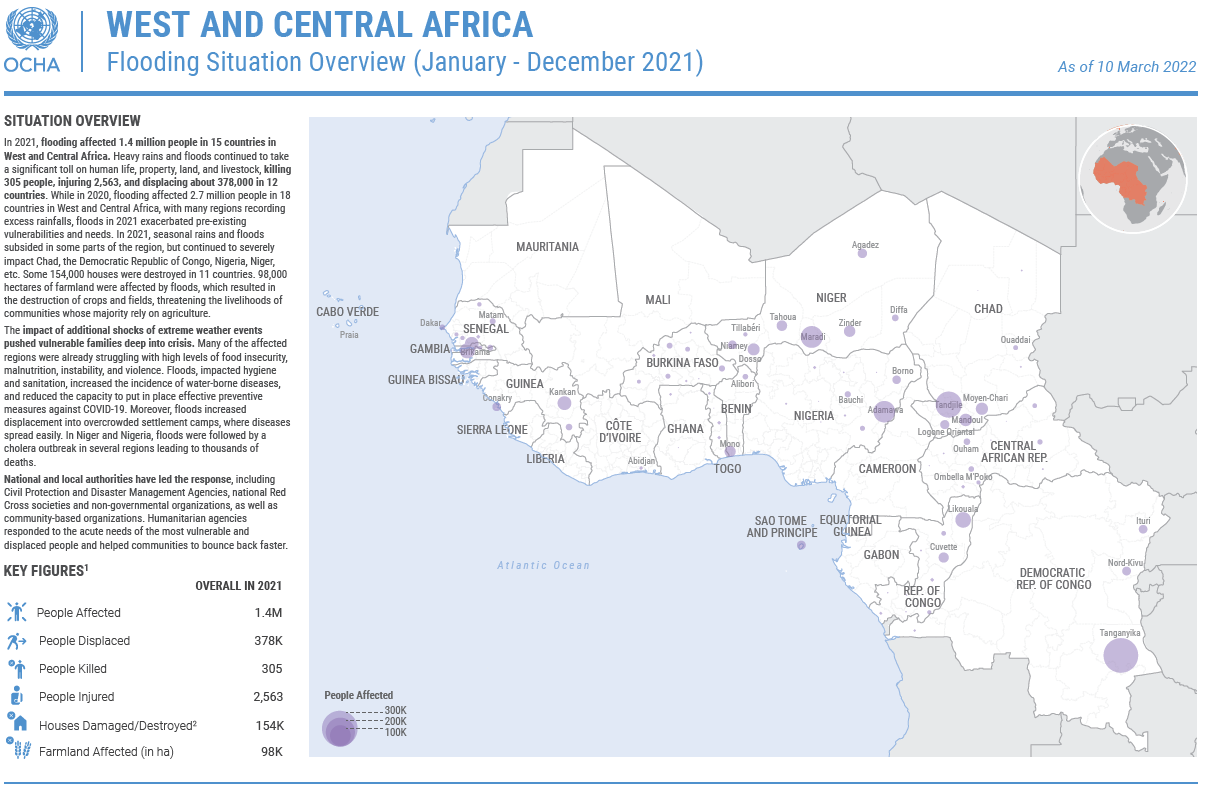 OCHA
WEST AND CENTRAL AFRICA
Flooding Situation Overview (January - December 2021)
As of 10 March 2022
SITUATION OVERVIEW
In 2021, flooding affected 1.4 million people in 15 countries in
West and Central Africa. Heavy rains and floods continued to take
a significant toll on human life, property, land, and livestock, killing
305 people, injuring 2,563, and displacing about 378,000 in 12
countries. While in 2020, flooding affected 2.7 million people in 18
countries in West and Central Africa, with many regions recording
excess rainfalls, floods in 2021 exacerbated pre-existing
vulnerabilities and needs. In 2021, seasonal rains and floods
subsided in some parts of the region, but continued to severely
impact Chad, the Democratic Republic of Congo, Nigeria, Niger,
etc. Some 154,000 houses were destroyed in 11 countries. 98,000
hectares of farmland were affected by floods, which resulted in
the destruction of crops and fields, threatening the livelihoods of
communities whose majority rely on agriculture.
The impact of additional shocks of extreme weather events
pushed vulnerable families deep into crisis. Many of the affected
regions were already struggling with high levels of food insecurity,
malnutrition, instability, and violence. Floods, impacted hygiene
and sanitation, increased the incidence of water-borne diseases,
and reduced the capacity to put in place effective preventive
measures against COVID-19. Moreover, floods increased
displacement into overcrowded settlement camps, where diseases
spread easily. In Niger and Nigeria, floods were followed by a
cholera outbreak in several regions leading to thousands of
deaths.
National and local authorities have led the response, including
Civil Protection and Disaster Management Agencies, national Red
Cross societies and non-governmental organizations, as well as
community-based organizations. Humanitarian agencies
responded to the acute needs of the most vulnerable and
displaced people and helped communities to bounce back faster.
KEY FIGURES¹
OVERALL IN 2021
People Affected 1.4M
People Displaced 378K
People Killed 305
People Injured 2,563
Houses Damaged/Destroyed² 154K
Farmland Affected (in ha) 98K
MAURITANIA
Agadez
MALI
NIGER
CHAD
CABO VERDE
Praia
Dakar
Matam
SENEGAL
GAMBIA
Brikama
GUINEA BISSAU
GUINEA
Conakry
Kankan
SIERRA LEONE
LIBERIA
CÔTE
D'IVOIRE
Abidjan
BURKINA FASO
GHANA
Tillabéri
Niamey
Dosso
Tahoua
Maradi
Zinder
Diffa
Alibori
BENIN
Mono
TOGO
NIGERIA
Borno
Bauchi
Adamawa
Ouaddai
Tandjile
Moyen-Chari
Mandoul
Logone Oriental
Ouham
CENTRAL
AFRICAN REP.
CAMEROON
Ombella M'Poko
SAO TOME
AND PRINCIPE
EQUATORIAL
GUINEA
GABON
Likouala
Cuvette
REP. OF
CONGO
DEMOCRATIC
REP. OF CONGO
Ituri
Nord-Kivu
Tanganyika
Atlantic Ocean
People Affected
300K
200K
100K